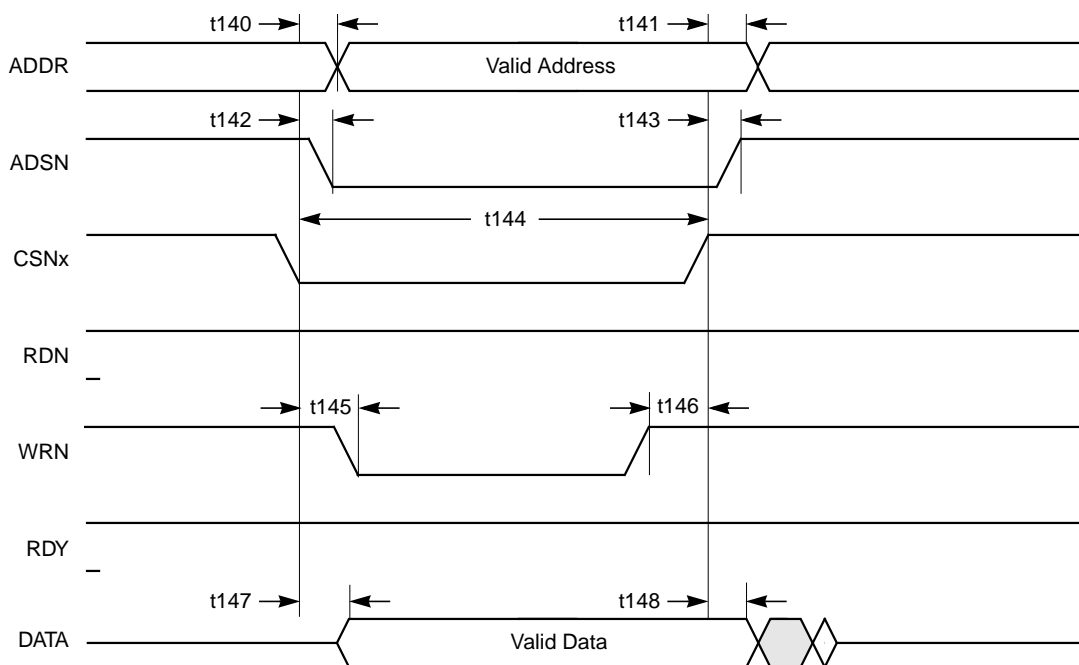 t140
t141
ADDR
Valid Address
t142
t143
ADSN
t144
CSNx
RDN
t145
t146
WRN
RDY
t147
t148
DATA
Valid Data